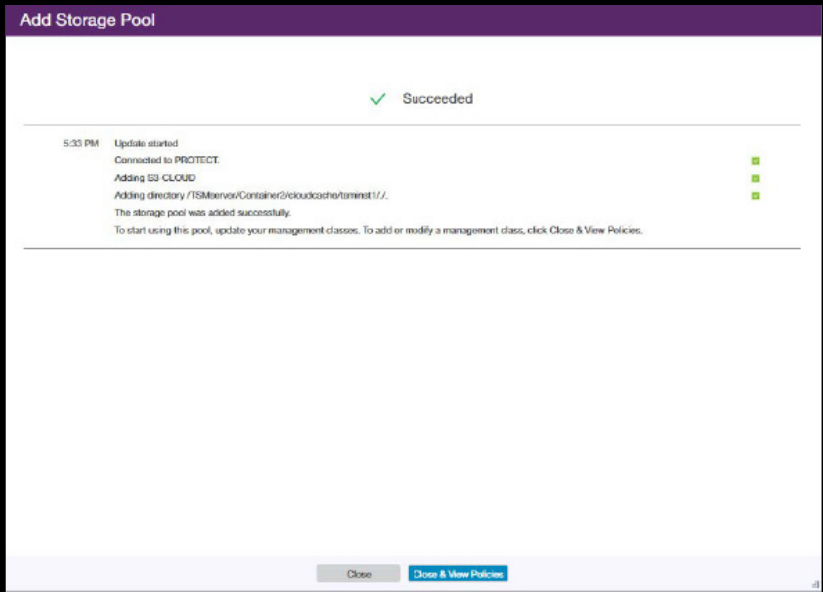 Add Storage Pool
Succeeded
5:33 PM Update started
Connected to PROTECT.
Adding S3-CLOUD
Adding directory /TSMserver/Container2/cloudcache/tsminst1/./.
The storage pool was added successfully.
To start using this pool, update your management classes. To add or modify a management class, click Close & View Policies.
Close Close & View Policies